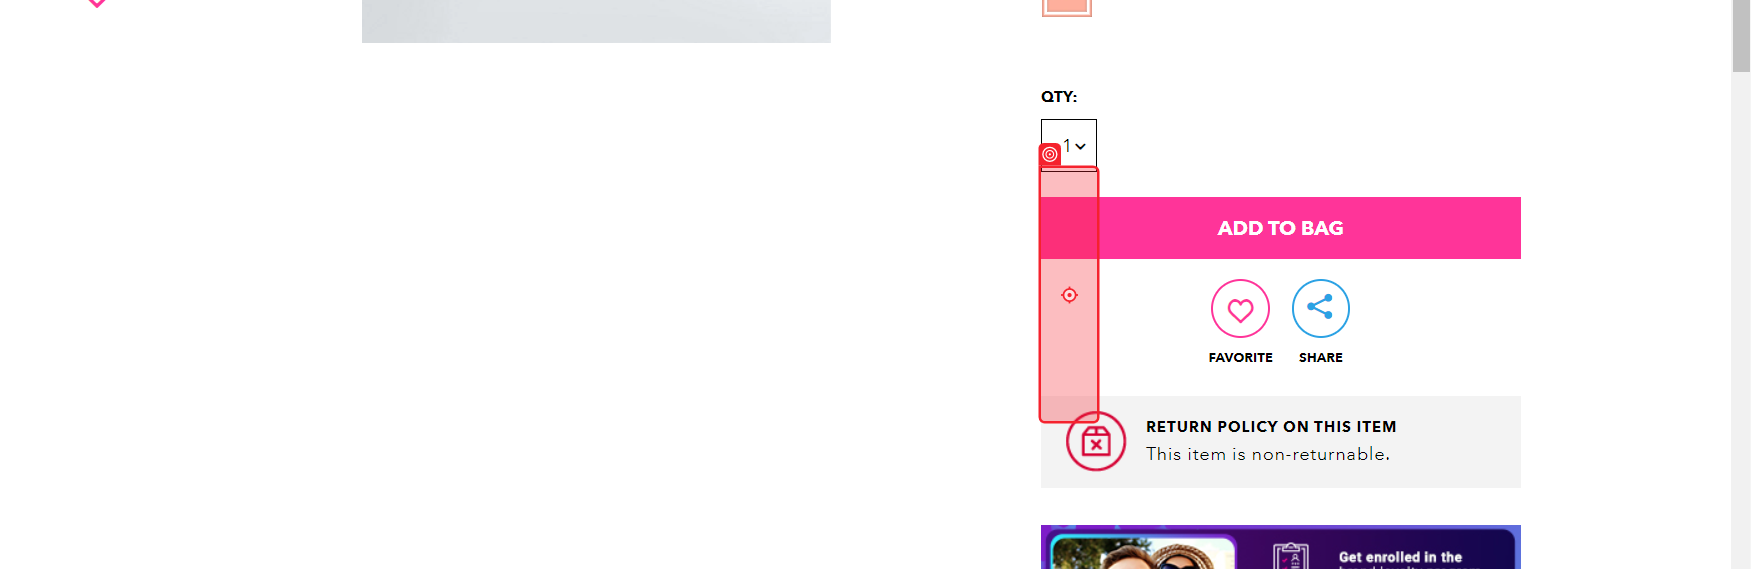 QTY:
1
ADD TO BAG
FAVORITE
SHARE
RETURN POLICY ON THIS ITEM
This item is non-returnable.
Get enrolled in the